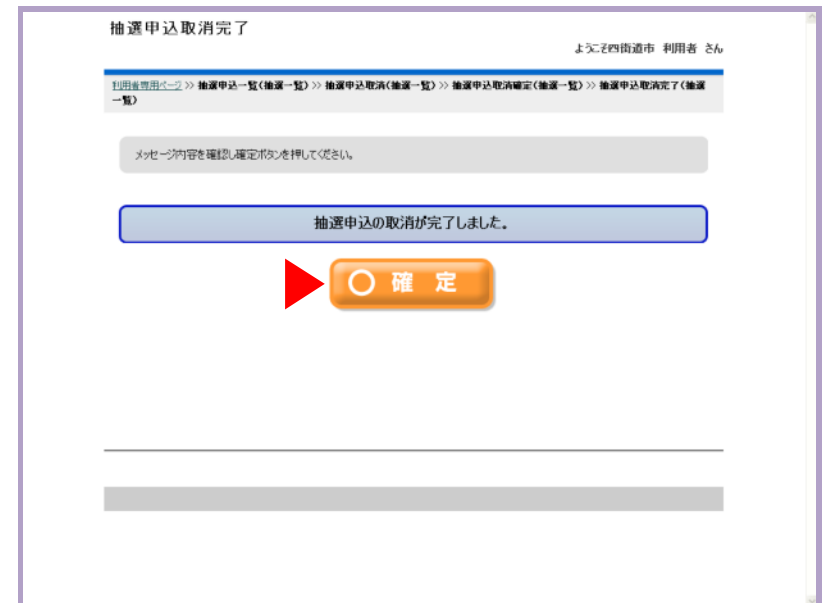 抽選申込取消完了
ようこそ四街道市 利用者 さん
利用者専用ページ >> 抽選申込一覧(抽選一覧) >> 抽選申込取消(抽選一覧) >> 抽選申込取消確定(抽選一覧) >> 抽選申込取消完了(抽選
一覧)
メッセージ内容を確認し確定ボタンを押してください。
抽選申込の取消が完了しました。
確 定